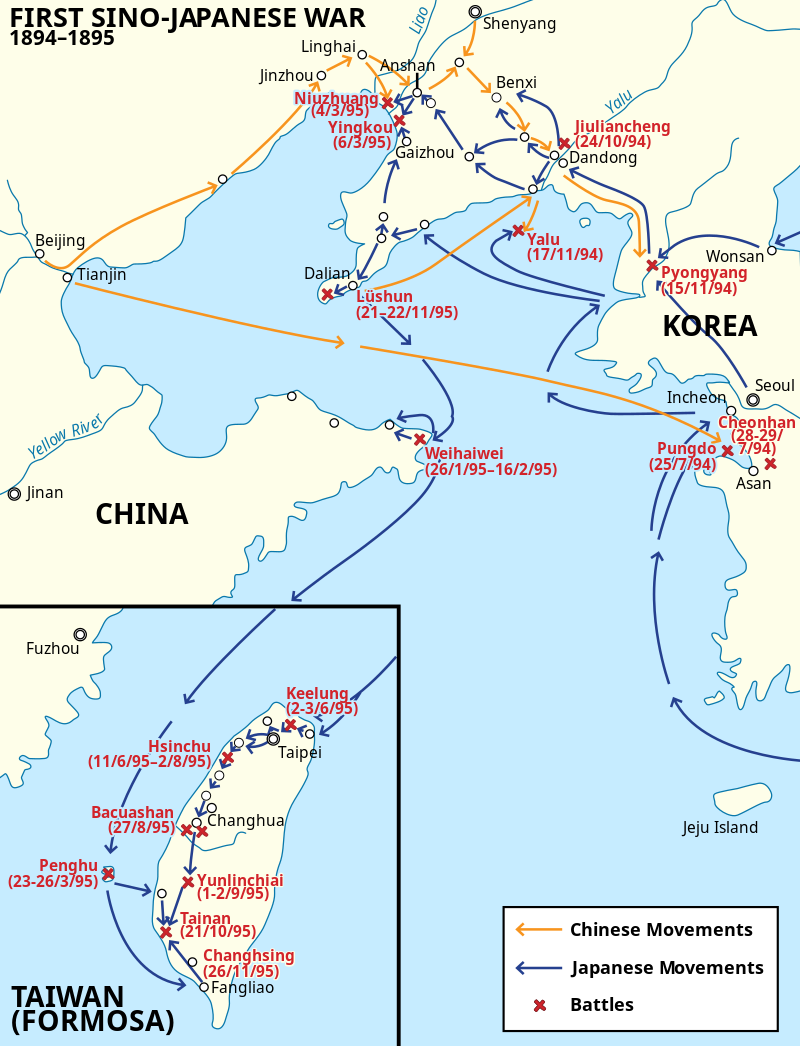 FIRST SINO-JAPANESE WAR
1894–1895
Liao
Shenyang
Linghai
Anshan
Jinzhou
Benxi
Niuzhuang
(4/3/95)
Yalu
Yingkou
(6/3/95)
Jiuliancheng
(24/10/94)
Gaizhou
Dandong
Beijing
Yalu
(17/11/94)
Wonsan
Tianjin
Dalian
Pyongyang
(15/11/94)
Lüshun
(21–22/11/95)
KOREA
Seoul
Incheon
Yellow River
Cheonhan
(28-29/
7/94)
Pungdo
(25/7/94)
Weihaiwei
(26/1/95–16/2/95)
Asan
Jinan
CHINA
Fuzhou
Keelung
(2-3/6/95)
Hsinchu
(11/6/95–2/8/95)
Taipei
Bacuashan
(27/8/95)
Changhua
Jeju Island
Penghu
(23-26/3/95)
Yunlinchiai
(1-2/9/95)
Tainan
(21/10/95)
Changhsing
(26/11/95)
Fangliao
TAIWAN
(FORMOSA)
Chinese Movements
Japanese Movements
Battles